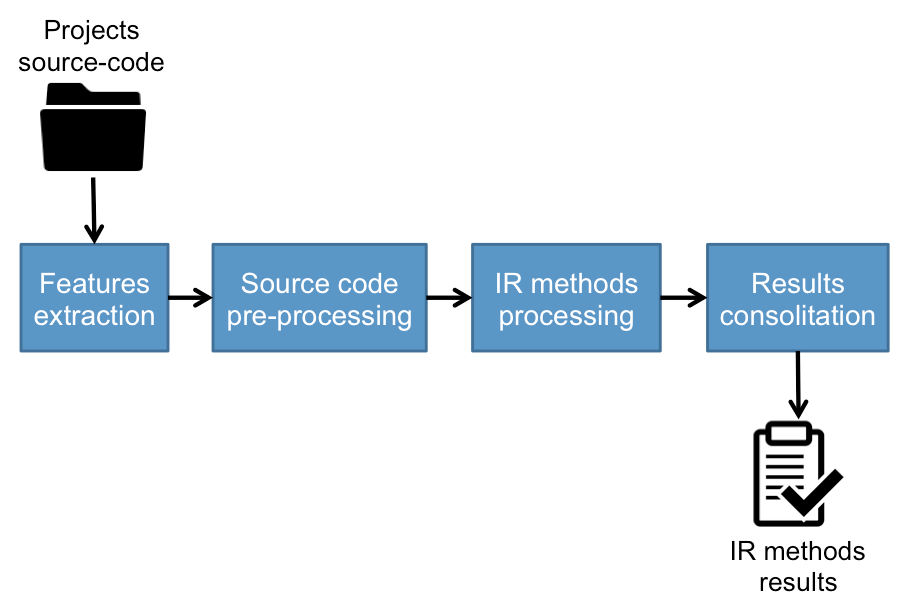 Projects
source-code
Features
extraction
Source code
pre-processing
IR methods
processing
Results
consolitation
IR methods
results